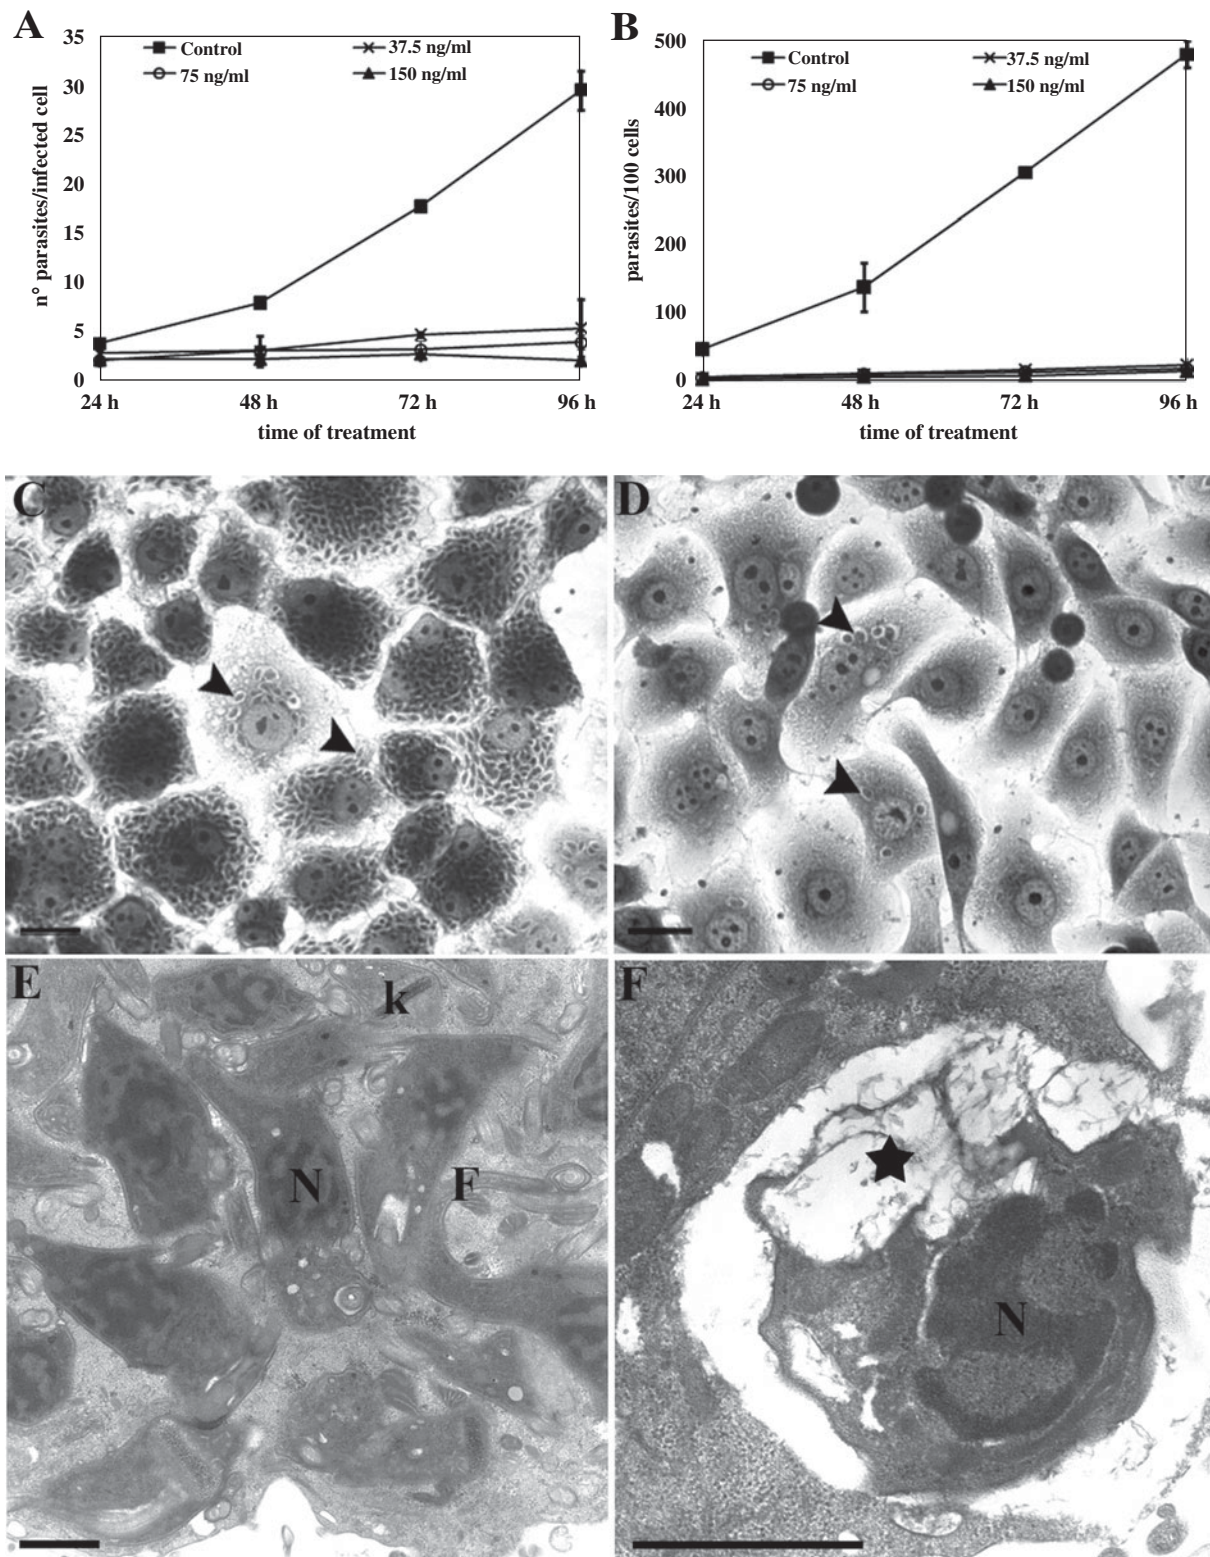 A
35
30
25
20
15
10
5
0
n° parasites/infected cell
Control
37.5 ng/ml
75 ng/ml
150 ng/ml
24 h
48 h
72 h
96 h
time of treatment
B
500
400
300
200
100
0
parasites/100 cells
Control
37.5 ng/ml
75 ng/ml
150 ng/ml
24 h
48 h
72 h
96 h
time of treatment
C
D
E
k
N
F
F
N